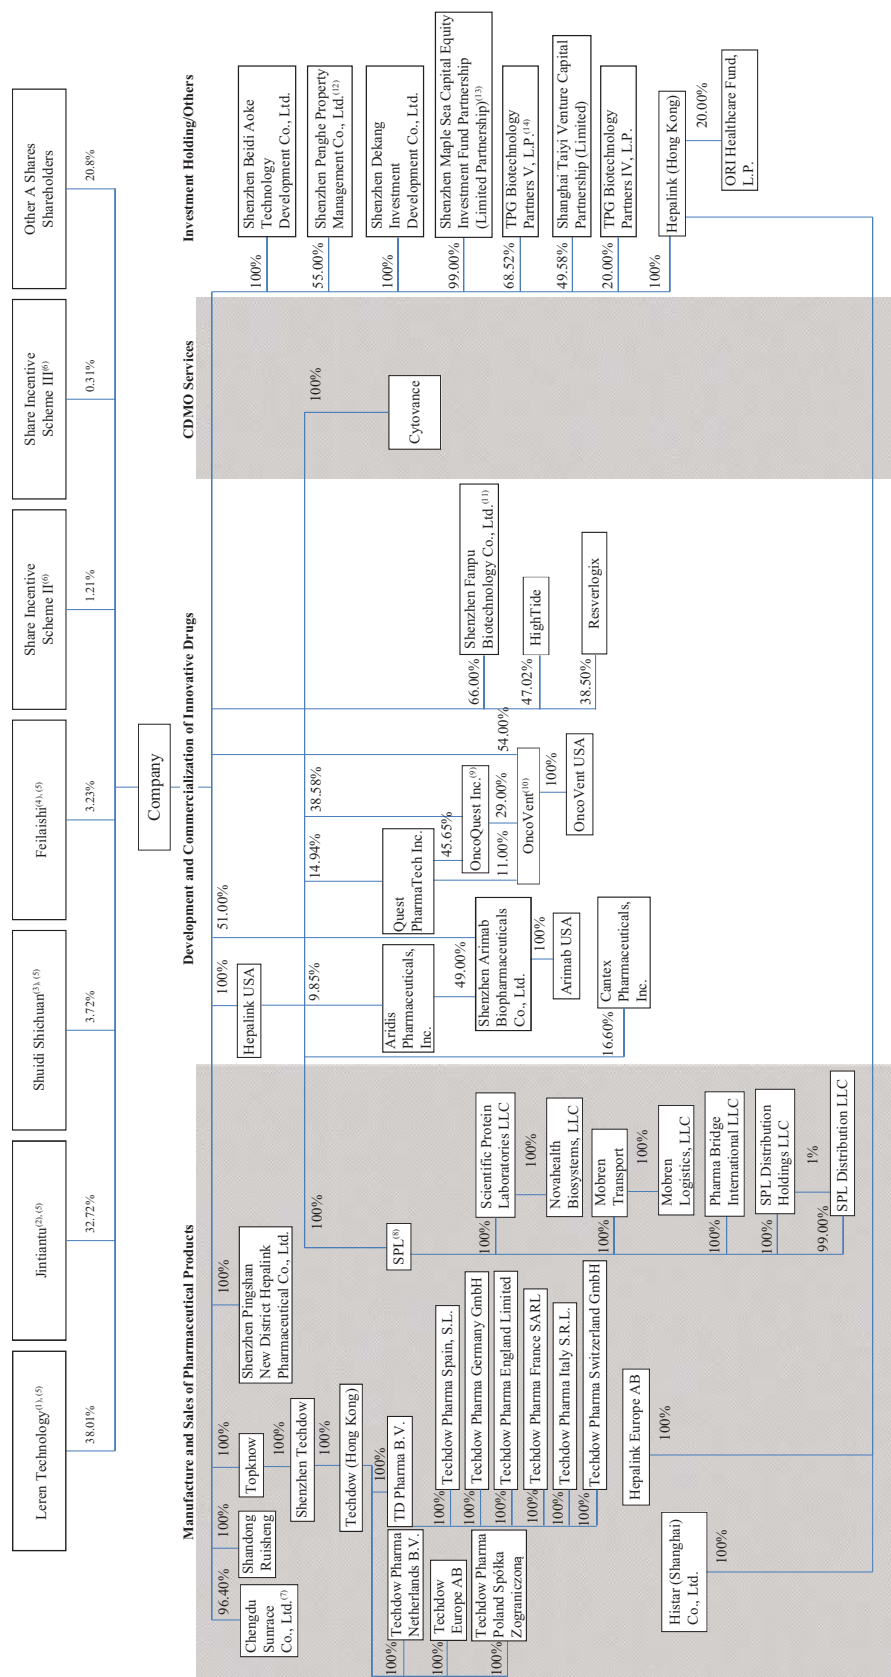 Leren Technology(1), (5)
Jintiantu(2), (5)
Shuidi Shichuan(3), (5)
Feilaishi(4), (5)
Share Incentive
Scheme II(6)
Share Incentive
Scheme III(6)
Other A Shares
Shareholders
38.01%
32.72%
3.72%
3.23%
1.21%
0.31%
20.8%
Company
Manufacture and Sales of Pharmaceutical Products
Development and Commercialization of Innovative Drugs
CDMO Services
Investment Holding/Others
96.40%
100%
100%
100%
Chengdu
Sunrace
Co., Ltd.(7)
Shandong
Ruisheng
Topknow
Shenzhen Pingshan
New District Hepalink
Pharmaceutical Co., Ltd.
100%
Shenzhen Techdow
100%
Techdow (Hong Kong)
100%
TD Pharma B.V.
100%
Techdow Pharma
Netherlands B.V.
100%
Techdow
Europe AB
100%
Techdow Pharma
Poland Spółka
Zograniczoną
100%
Techdow Pharma Spain, S.L.
100%
Techdow Pharma Germany GmbH
100%
Techdow Pharma England Limited
100%
Techdow Pharma France SARL
100%
Techdow Pharma Italy S.R.L.
100%
Techdow Pharma Switzerland GmbH
Hepalink Europe AB
100%
Histar (Shanghai)
Co., Ltd.
100%
100%
SPL(8)
100%
Scientific Protein
Laboratories LLC
100%
Novahealth
Biosystems, LLC
100%
Mobren
Transport
100%
Mobren
Logistics, LLC
100%
Pharma Bridge
International LLC
100%
SPL Distribution
Holdings LLC
1%
99.00%
SPL Distribution LLC
100%
Hepalink USA
51.00%
9.85%
Aridis
Pharmaceuticals,
Inc.
49.00%
Shenzhen Arimab
Biopharmaceuticals
Co., Ltd.
100%
Arimab USA
16.60%
Cantex
Pharmaceuticals,
Inc.
14.94%
Quest
PharmaTech Inc.
38.58%
45.65%
OncoQuest Inc.(9)
11.00%
29.00%
54.00%
OncoVent(10)
100%
OncoVent USA
66.00%
Shenzhen Fanpu
Biotechnology Co., Ltd.(11)
47.02%
HighTide
38.50%
Resverlogix
100%
Cytovance
100%
Shenzhen Beidi Aoke
Technology
Development Co., Ltd.
55.00%
Shenzhen Penghe Property
Management Co., Ltd.(12)
100%
Shenzhen Dekang
Investment
Development Co., Ltd.
99.00%
Shenzhen Maple Sea Capital Equity
Investment Fund Partnership
(Limited Partnership)(13)
68.52%
TPG Biotechnology
Partners V, L.P.(14)
49.58%
Shanghai Taiyi Venture Capital
Partnership (Limited)
20.00%
TPG Biotechnology
Partners IV, L.P.
100%
Hepalink (Hong Kong)
20.00%
ORI Healthcare Fund,
L.P.